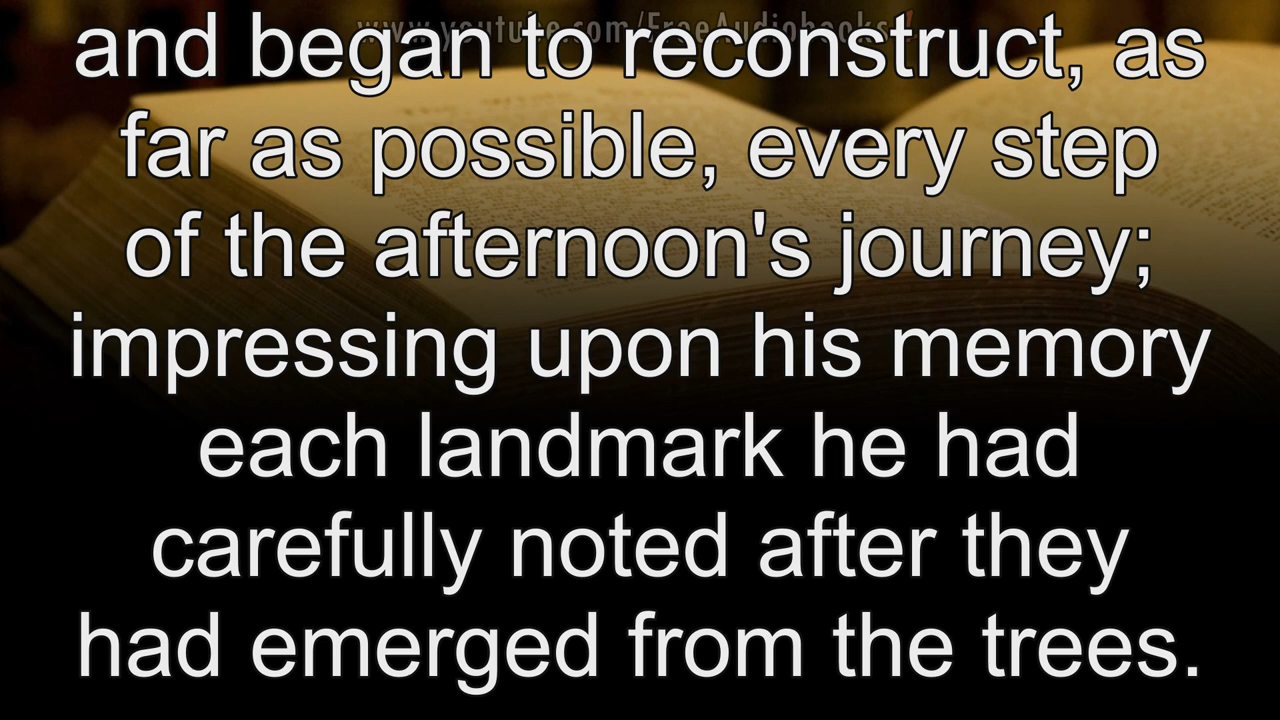 www.youtube.com/FreeAudiobooks
and began to reconstruct, as
far as possible, every step
of the afternoon's journey;
impressing upon his memory
each landmark he had
carefully noted after they
had emerged from the trees.